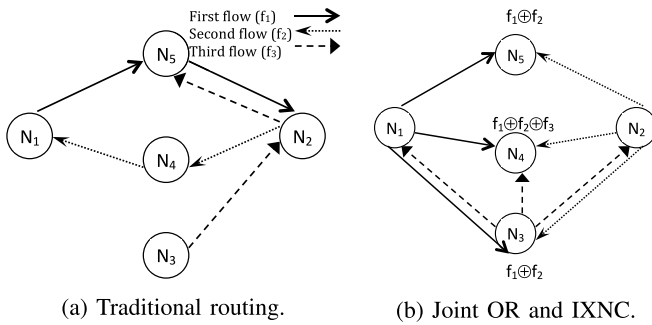 First flow (f₁)
Second flow (f₂)
Third flow (f₃)
N₅
N₁
N₂
N₄
N₃
(a) Traditional routing.
f₁⊕f₂
N₅
N₁
f₁⊕f₂⊕f₃
N₂
N₄
N₃
f₁⊕f₂
(b) Joint OR and IXNC.